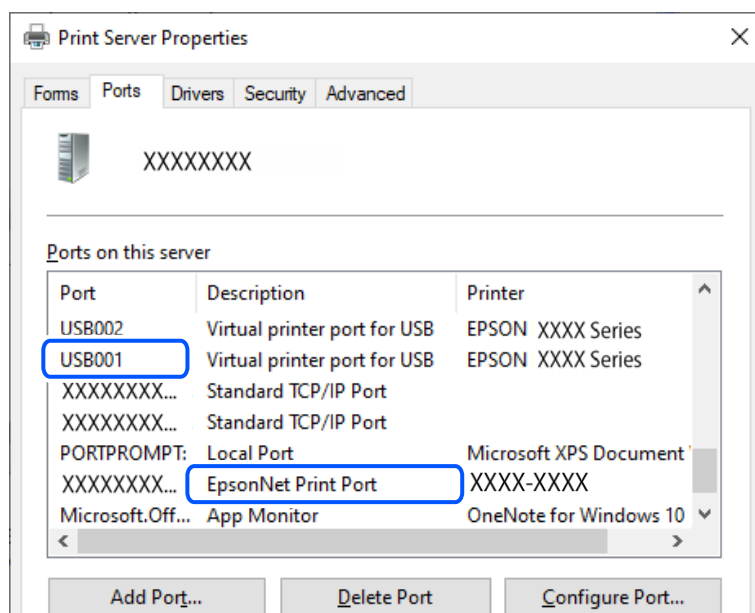 Print Server Properties
Forms Ports Drivers Security Advanced
XXXXXXXX
Ports on this server
Port Description Printer
USB002 Virtual printer port for USB EPSON XXXX Series
USB001 Virtual printer port for USB EPSON XXXX Series
XXXXXXXX... Standard TCP/IP Port
XXXXXXXX... Standard TCP/IP Port
PORTPROMPT: Local Port Microsoft XPS Document
XXXXXXXX... EpsonNet Print Port XXXX-XXXX
Microsoft.Off... App Monitor OneNote for Windows 10
Add Port... Delete Port Configure Port...